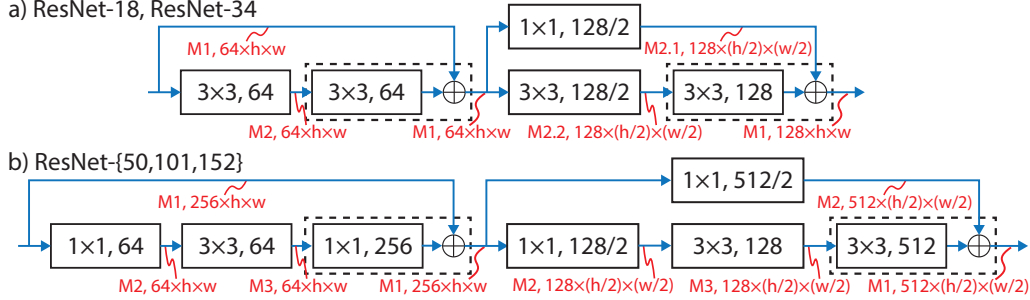 a) ResNet-18, ResNet-34
M1, 64×h×w
1×1, 128/2
M2.1, 128×(h/2)×(w/2)
3×3, 64
3×3, 64
3×3, 128/2
3×3, 128
M2, 64×h×w
M1, 64×h×w
M2.2, 128×(h/2)×(w/2)
M1, 128×h×w
b) ResNet-{50,101,152}
M1, 256×h×w
1×1, 512/2
M2, 512×(h/2)×(w/2)
1×1, 64
3×3, 64
1×1, 256
1×1, 128/2
3×3, 128
3×3, 512
M2, 64×h×w
M3, 64×h×w
M1, 256×h×w
M2, 128×(h/2)×(w/2)
M3, 128×(h/2)×(w/2)
M1, 512×(h/2)×(w/2)